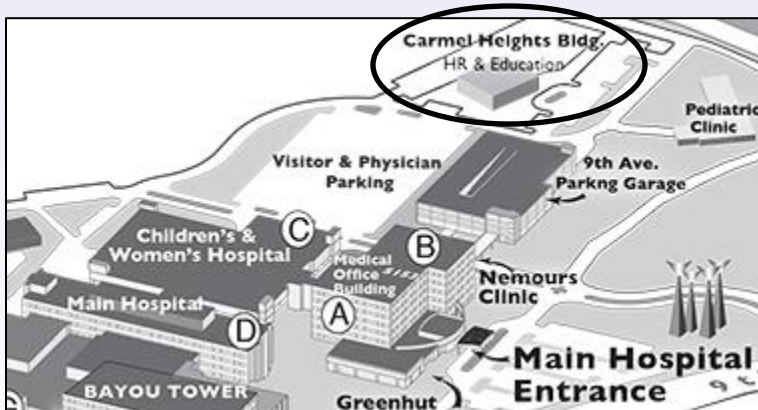 Carmel Heights Bldg.
HR & Education
Pediatric
Clinic
Visitor & Physician
Parking
9th Ave.
Parkng Garage
C
Children's &
Women's Hospital
B
Medical
Office
Building
Nemours
Clinic
Main Hospital
A
D
Main Hospital
Entrance
BAYOU TOWER
Greenhut
9